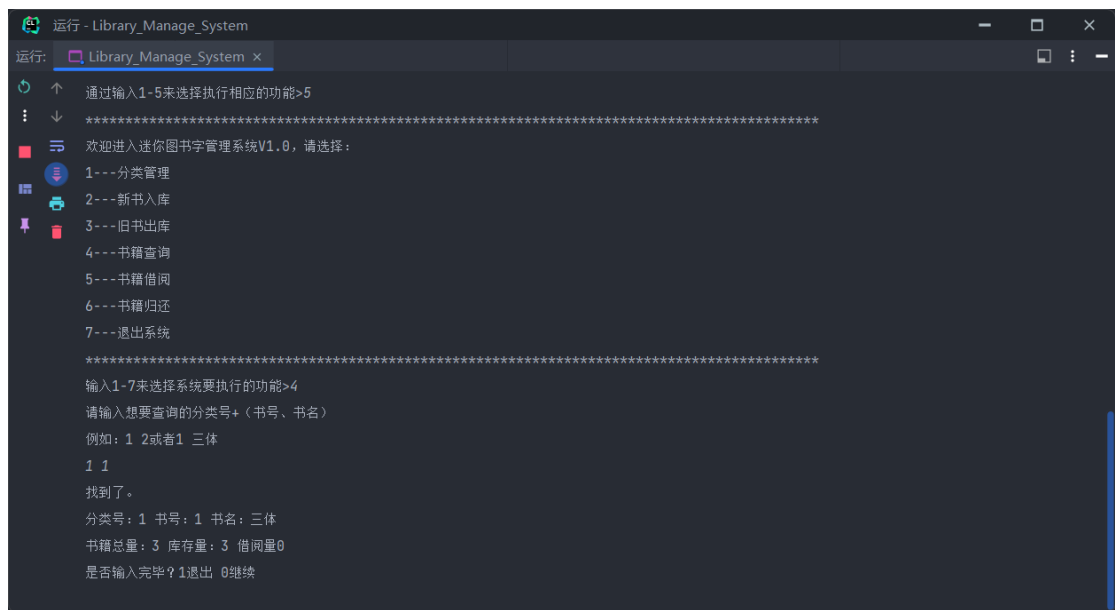 运行 - Library_Manage_System
运行: Library_Manage_System ×
通过输入1-5来选择执行相应的功能>5
********************************************************************************************
欢迎进入迷你图书字管理系统V1.0，请选择：
1---分类管理
2---新书入库
3---旧书出库
4---书籍查询
5---书籍借阅
6---书籍归还
7---退出系统
********************************************************************************************
输入1-7来选择系统要执行的功能>4
请输入想要查询的分类号+（书号、书名）
例如：1 2或者1 三体
1 1
找到了。
分类号：1 书号：1 书名：三体
书籍总量：3 库存量：3 借阅量0
是否输入完毕？1退出 0继续